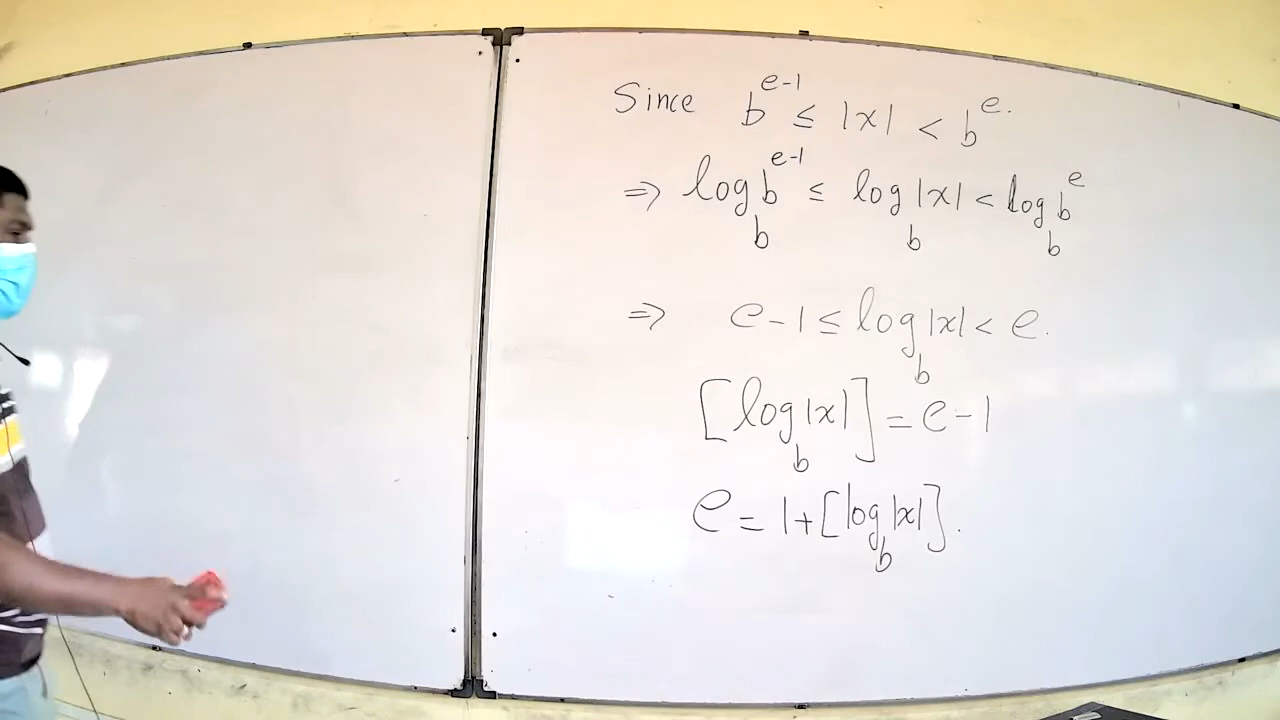 Since b^{e-1} ≤ |x| < b^{e}.
⇒ log_b b^{e-1} ≤ log_b |x| < log_b b^{e}
⇒ e-1 ≤ log_b |x| < e.
[log_b |x|] = e-1
e = 1+[log_b |x|].